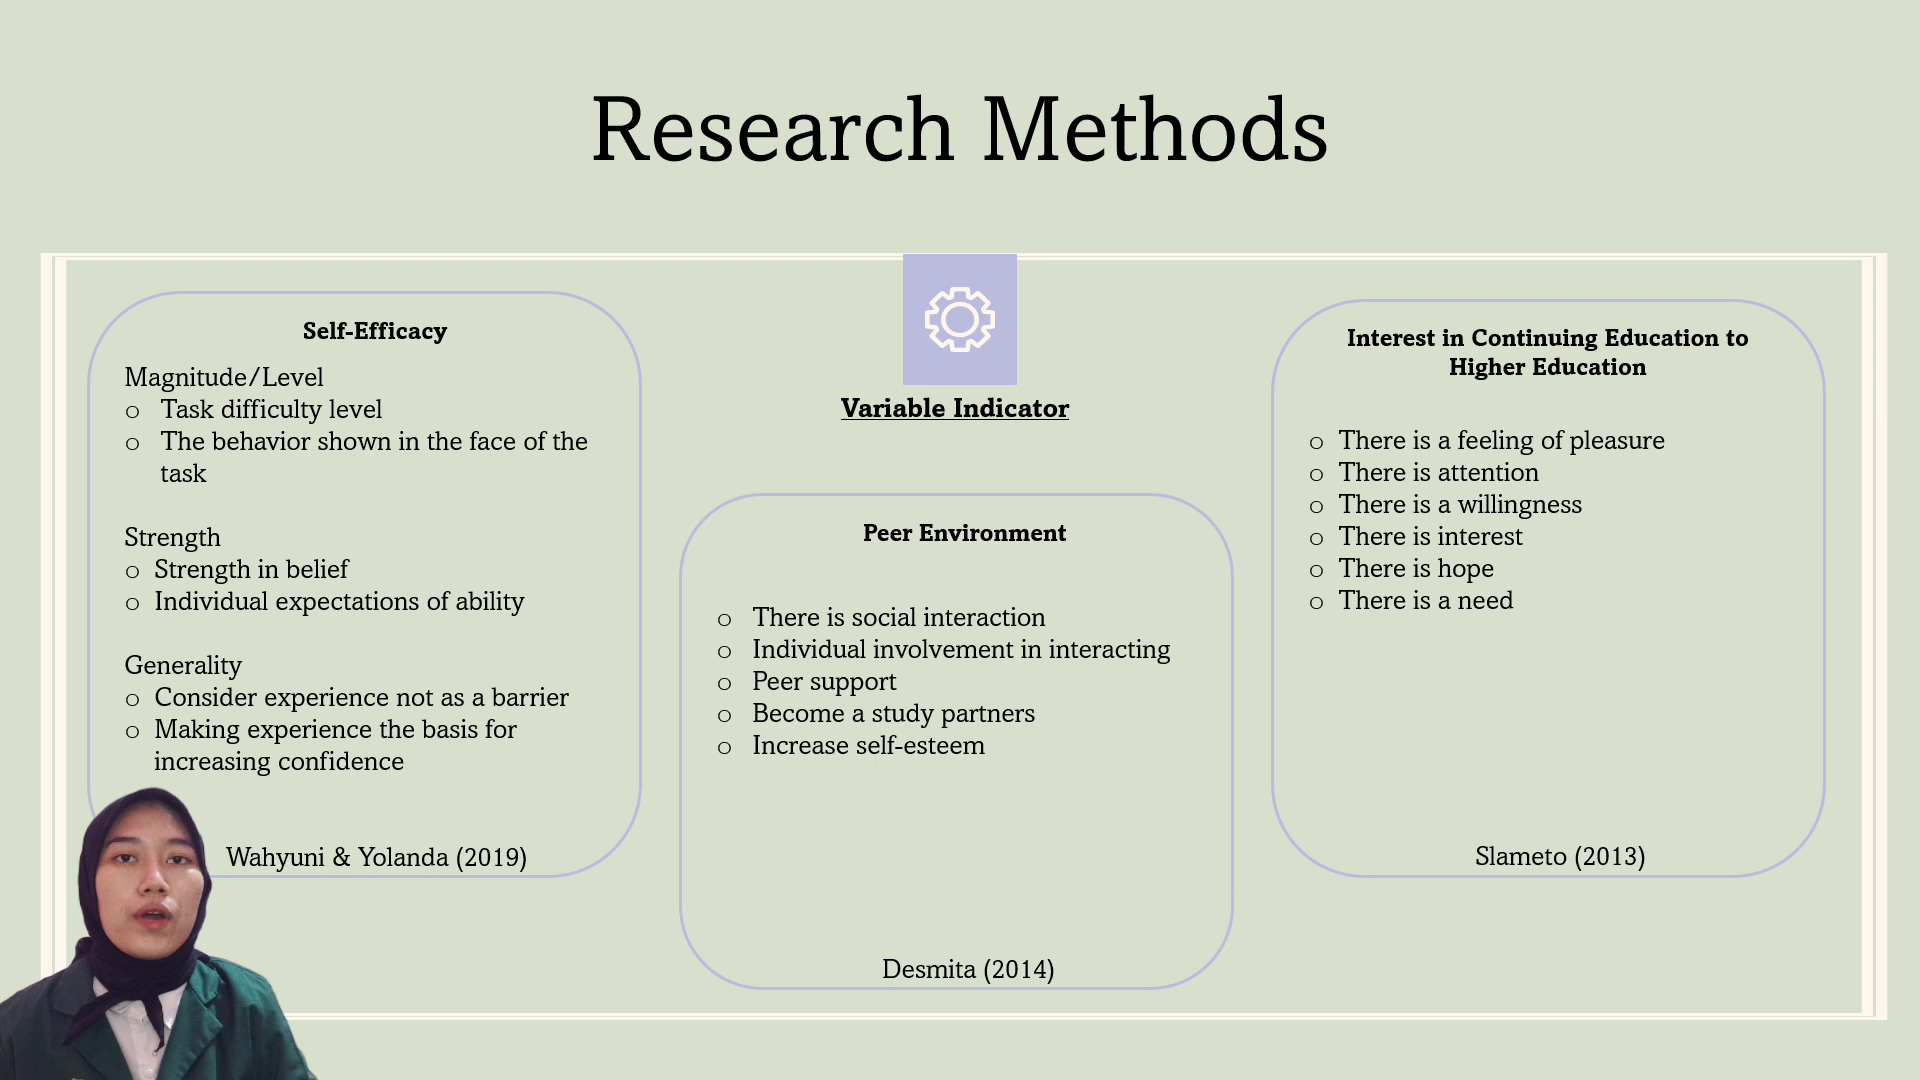 Research Methods
Self-Efficacy
Magnitude/Level
o Task difficulty level
o The behavior shown in the face of the
task
Strength
o Strength in belief
o Individual expectations of ability
Generality
o Consider experience not as a barrier
o Making experience the basis for
increasing confidence
Wahyuni & Yolanda (2019)
Variable Indicator
Peer Environment
o There is social interaction
o Individual involvement in interacting
o Peer support
o Become a study partners
o Increase self-esteem
Desmita (2014)
Interest in Continuing Education to
Higher Education
o There is a feeling of pleasure
o There is attention
o There is a willingness
o There is interest
o There is hope
o There is a need
Slameto (2013)